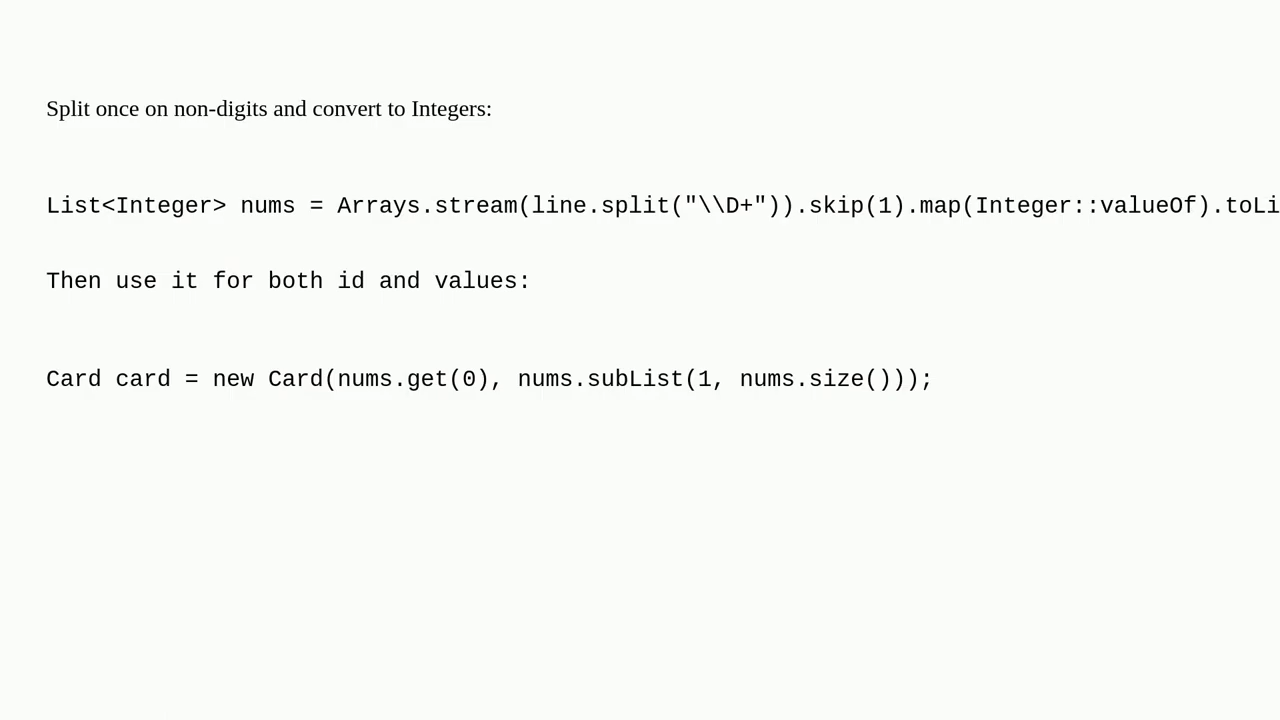 Split once on non-digits and convert to Integers:
List<Integer> nums = Arrays.stream(line.split("\\D+")).skip(1).map(Integer::valueOf).toLi
Then use it for both id and values:
Card card = new Card(nums.get(0), nums.subList(1, nums.size()));